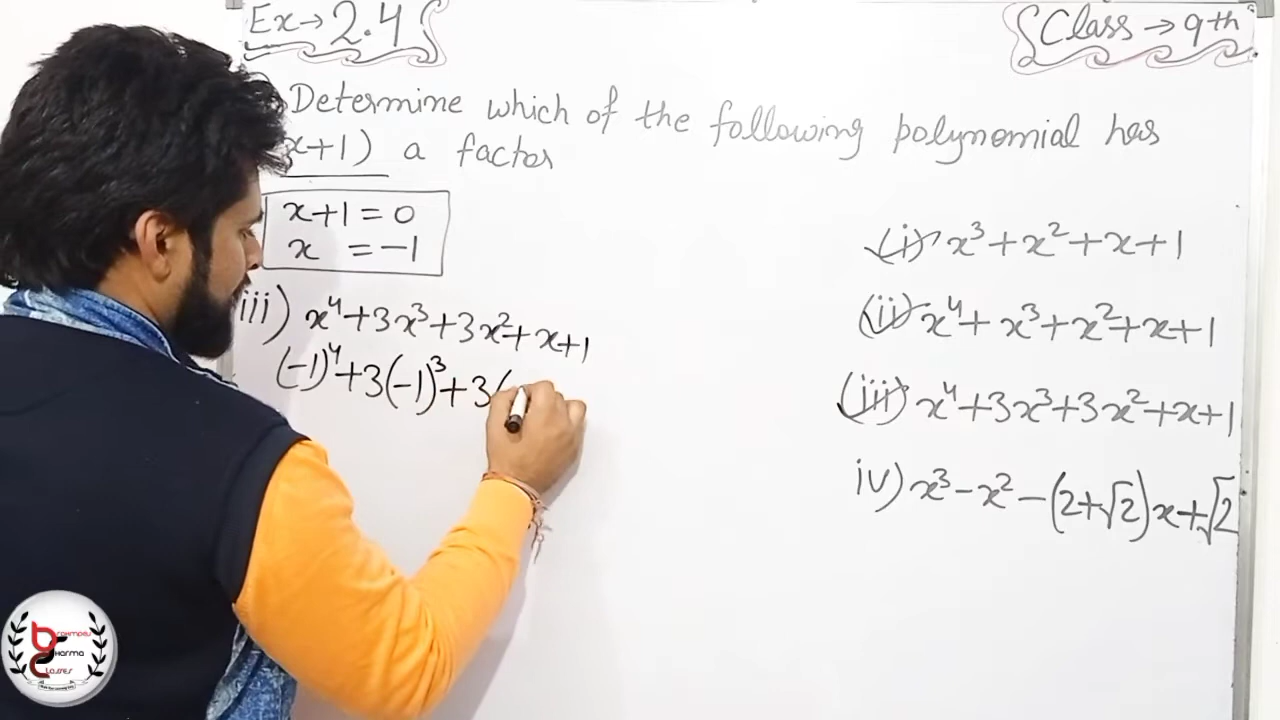 Ex→2.4
Class → 9th
Determine which of the following polynomial has
x+1) a factor
x+1=0
x =-1
iii) x⁴+3x³+3x²+x+1
(-1)⁴+3(-1)³+3(
(i) x³+x²+x+1
(ii) x⁴+x³+x²+x+1
(iii) x⁴+3x³+3x²+x+1
iv) x³-x²-(2+√2)x+√2